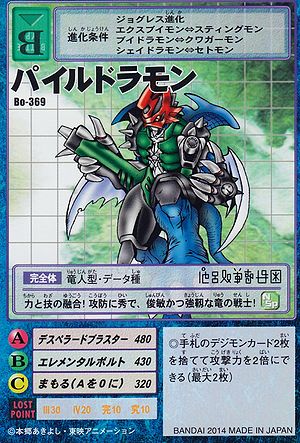 B
ジョグレス進化
進化条件
エクスブイモン⇔スティングモン
ブイドラモン⇔クワガーモン
シェイドラモン⇔セトモン
パイルドラモン
Bo-369
完全体
竜人型・データ種
力と技の融合!攻防に秀で、俊敏かつ強靭な竜の戦士!
N
Sp
A デスペラードブラスター 480
B エレメンタルボルト 430
C まもる(Aを0に) 320
◎手札のデジモンカード2枚
を捨てて攻撃力を2倍にで
きる(最大2枚)
LOST
POINT
Ⅲ30 Ⅳ20 完10 究10
©本郷あきよし・東映アニメーション
BANDAI 2014 MADE IN JAPAN